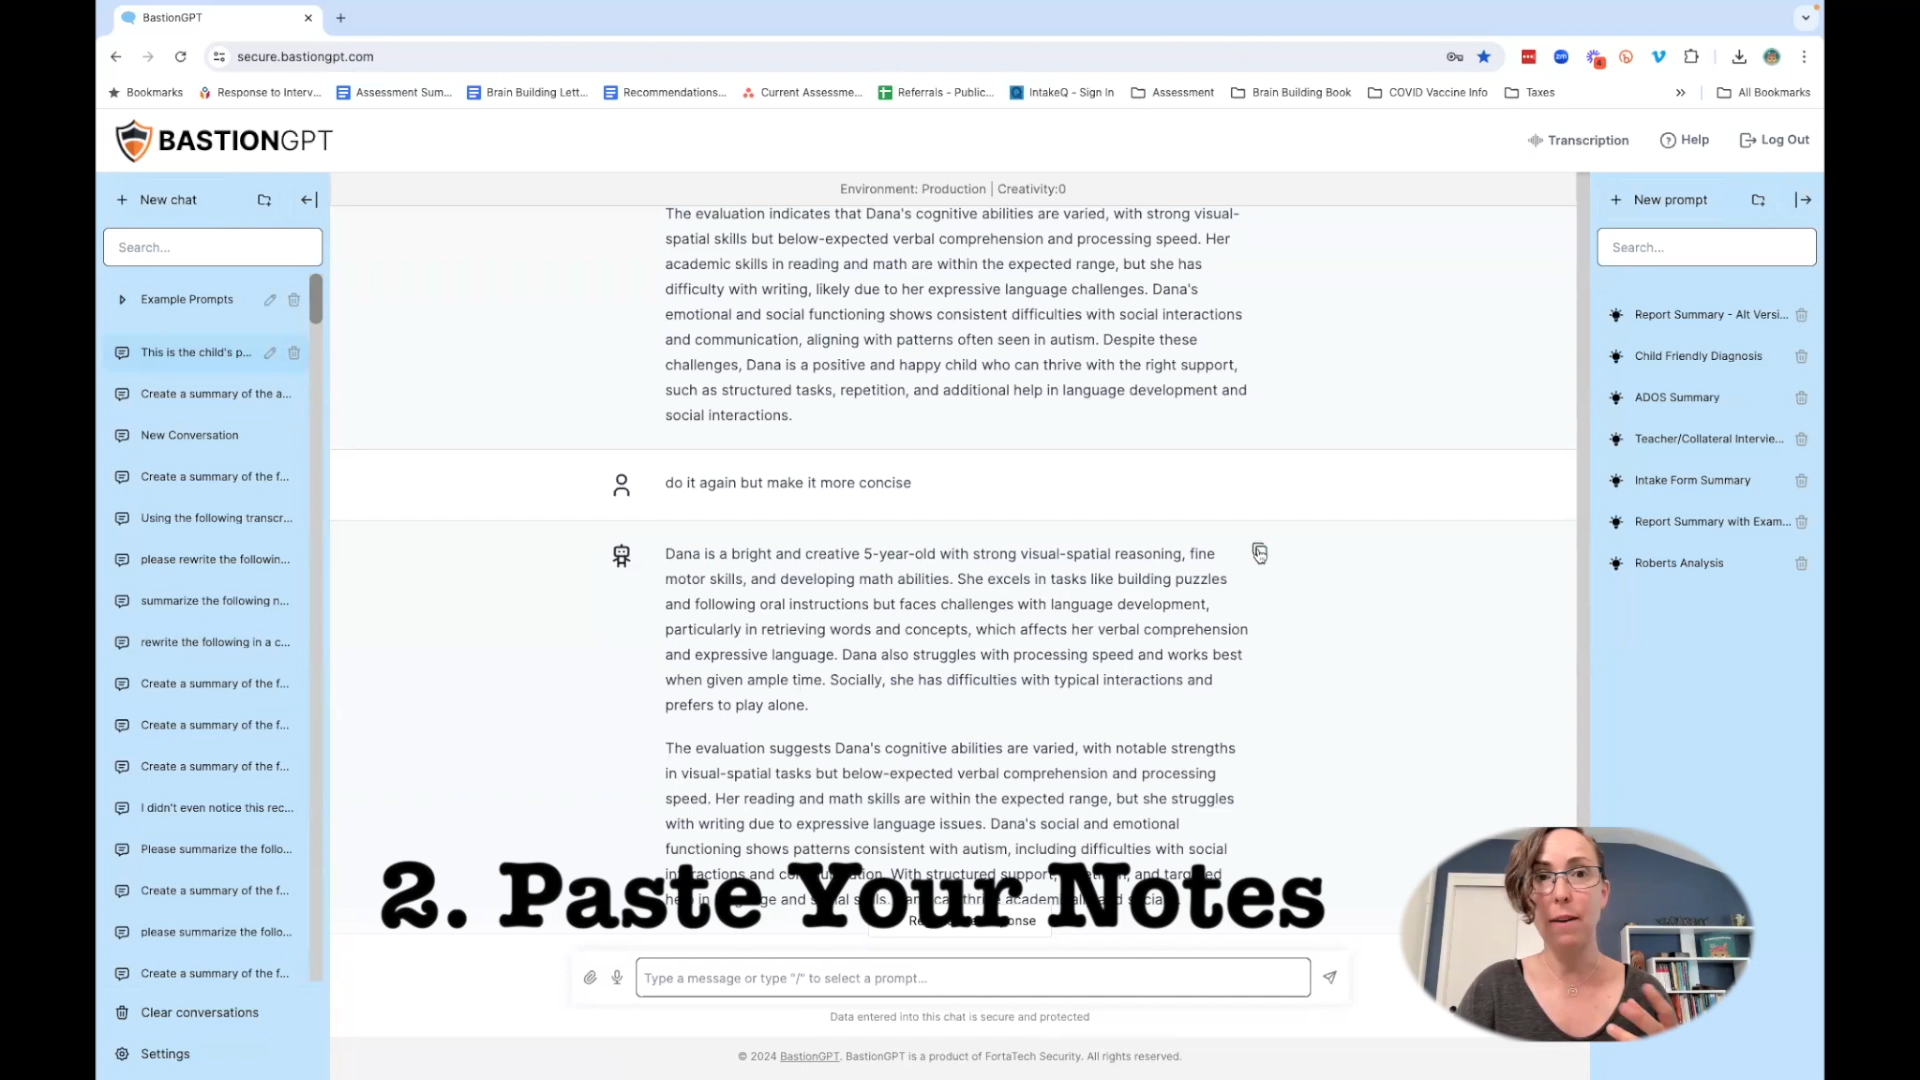 BastionGPT
secure.bastiongpt.com
Bookmarks
Response to Interv...
Assessment Sum...
Brain Building Lett...
Recommendations...
Current Assessme...
Referrals - Public...
IntakeQ - Sign In
Assessment
Brain Building Book
COVID Vaccine Info
Taxes
All Bookmarks
BASTIONGPT
Transcription
Help
Log Out
New chat
Search...
Example Prompts
This is the child's p...
Create a summary of the a...
New Conversation
Create a summary of the f...
Using the following transcr...
please rewrite the followin...
summarize the following n...
rewrite the following in a c...
Create a summary of the f...
Create a summary of the f...
Create a summary of the f...
I didn't even notice this rec...
Please summarize the follo...
Create a summary of the f...
please summarize the follo...
Create a summary of the f...
Clear conversations
Settings
Environment: Production | Creativity:0
The evaluation indicates that Dana's cognitive abilities are varied, with strong visual-
spatial skills but below-expected verbal comprehension and processing speed. Her
academic skills in reading and math are within the expected range, but she has
difficulty with writing, likely due to her expressive language challenges. Dana's
emotional and social functioning shows consistent difficulties with social interactions
and communication, aligning with patterns often seen in autism. Despite these
challenges, Dana is a positive and happy child who can thrive with the right support,
such as structured tasks, repetition, and additional help in language development and
social interactions.
do it again but make it more concise
Dana is a bright and creative 5-year-old with strong visual-spatial reasoning, fine
motor skills, and developing math abilities. She excels in tasks like building puzzles
and following oral instructions but faces challenges with language development,
particularly in retrieving words and concepts, which affects her verbal comprehension
and expressive language. Dana also struggles with processing speed and works best
when given ample time. Socially, she has difficulties with typical interactions and
prefers to play alone.
The evaluation suggests Dana's cognitive abilities are varied, with notable strengths
in visual-spatial tasks but below-expected verbal comprehension and processing
speed. Her reading and math skills are within the expected range, but she struggles
with writing due to expressive language issues. Dana's social and emotional
functioning shows patterns consistent with autism, including difficulties with social
With structured support, and
2. Paste Your Notes
Type a message or type "/" to select a prompt...
Data entered into this chat is secure and protected
© 2024 BastionGPT. BastionGPT is a product of FortaTech Security. All rights reserved.
New prompt
Search...
Report Summary - Alt Versi...
Child Friendly Diagnosis
ADOS Summary
Teacher/Collateral Intervie...
Intake Form Summary
Report Summary with Exam...
Roberts Analysis